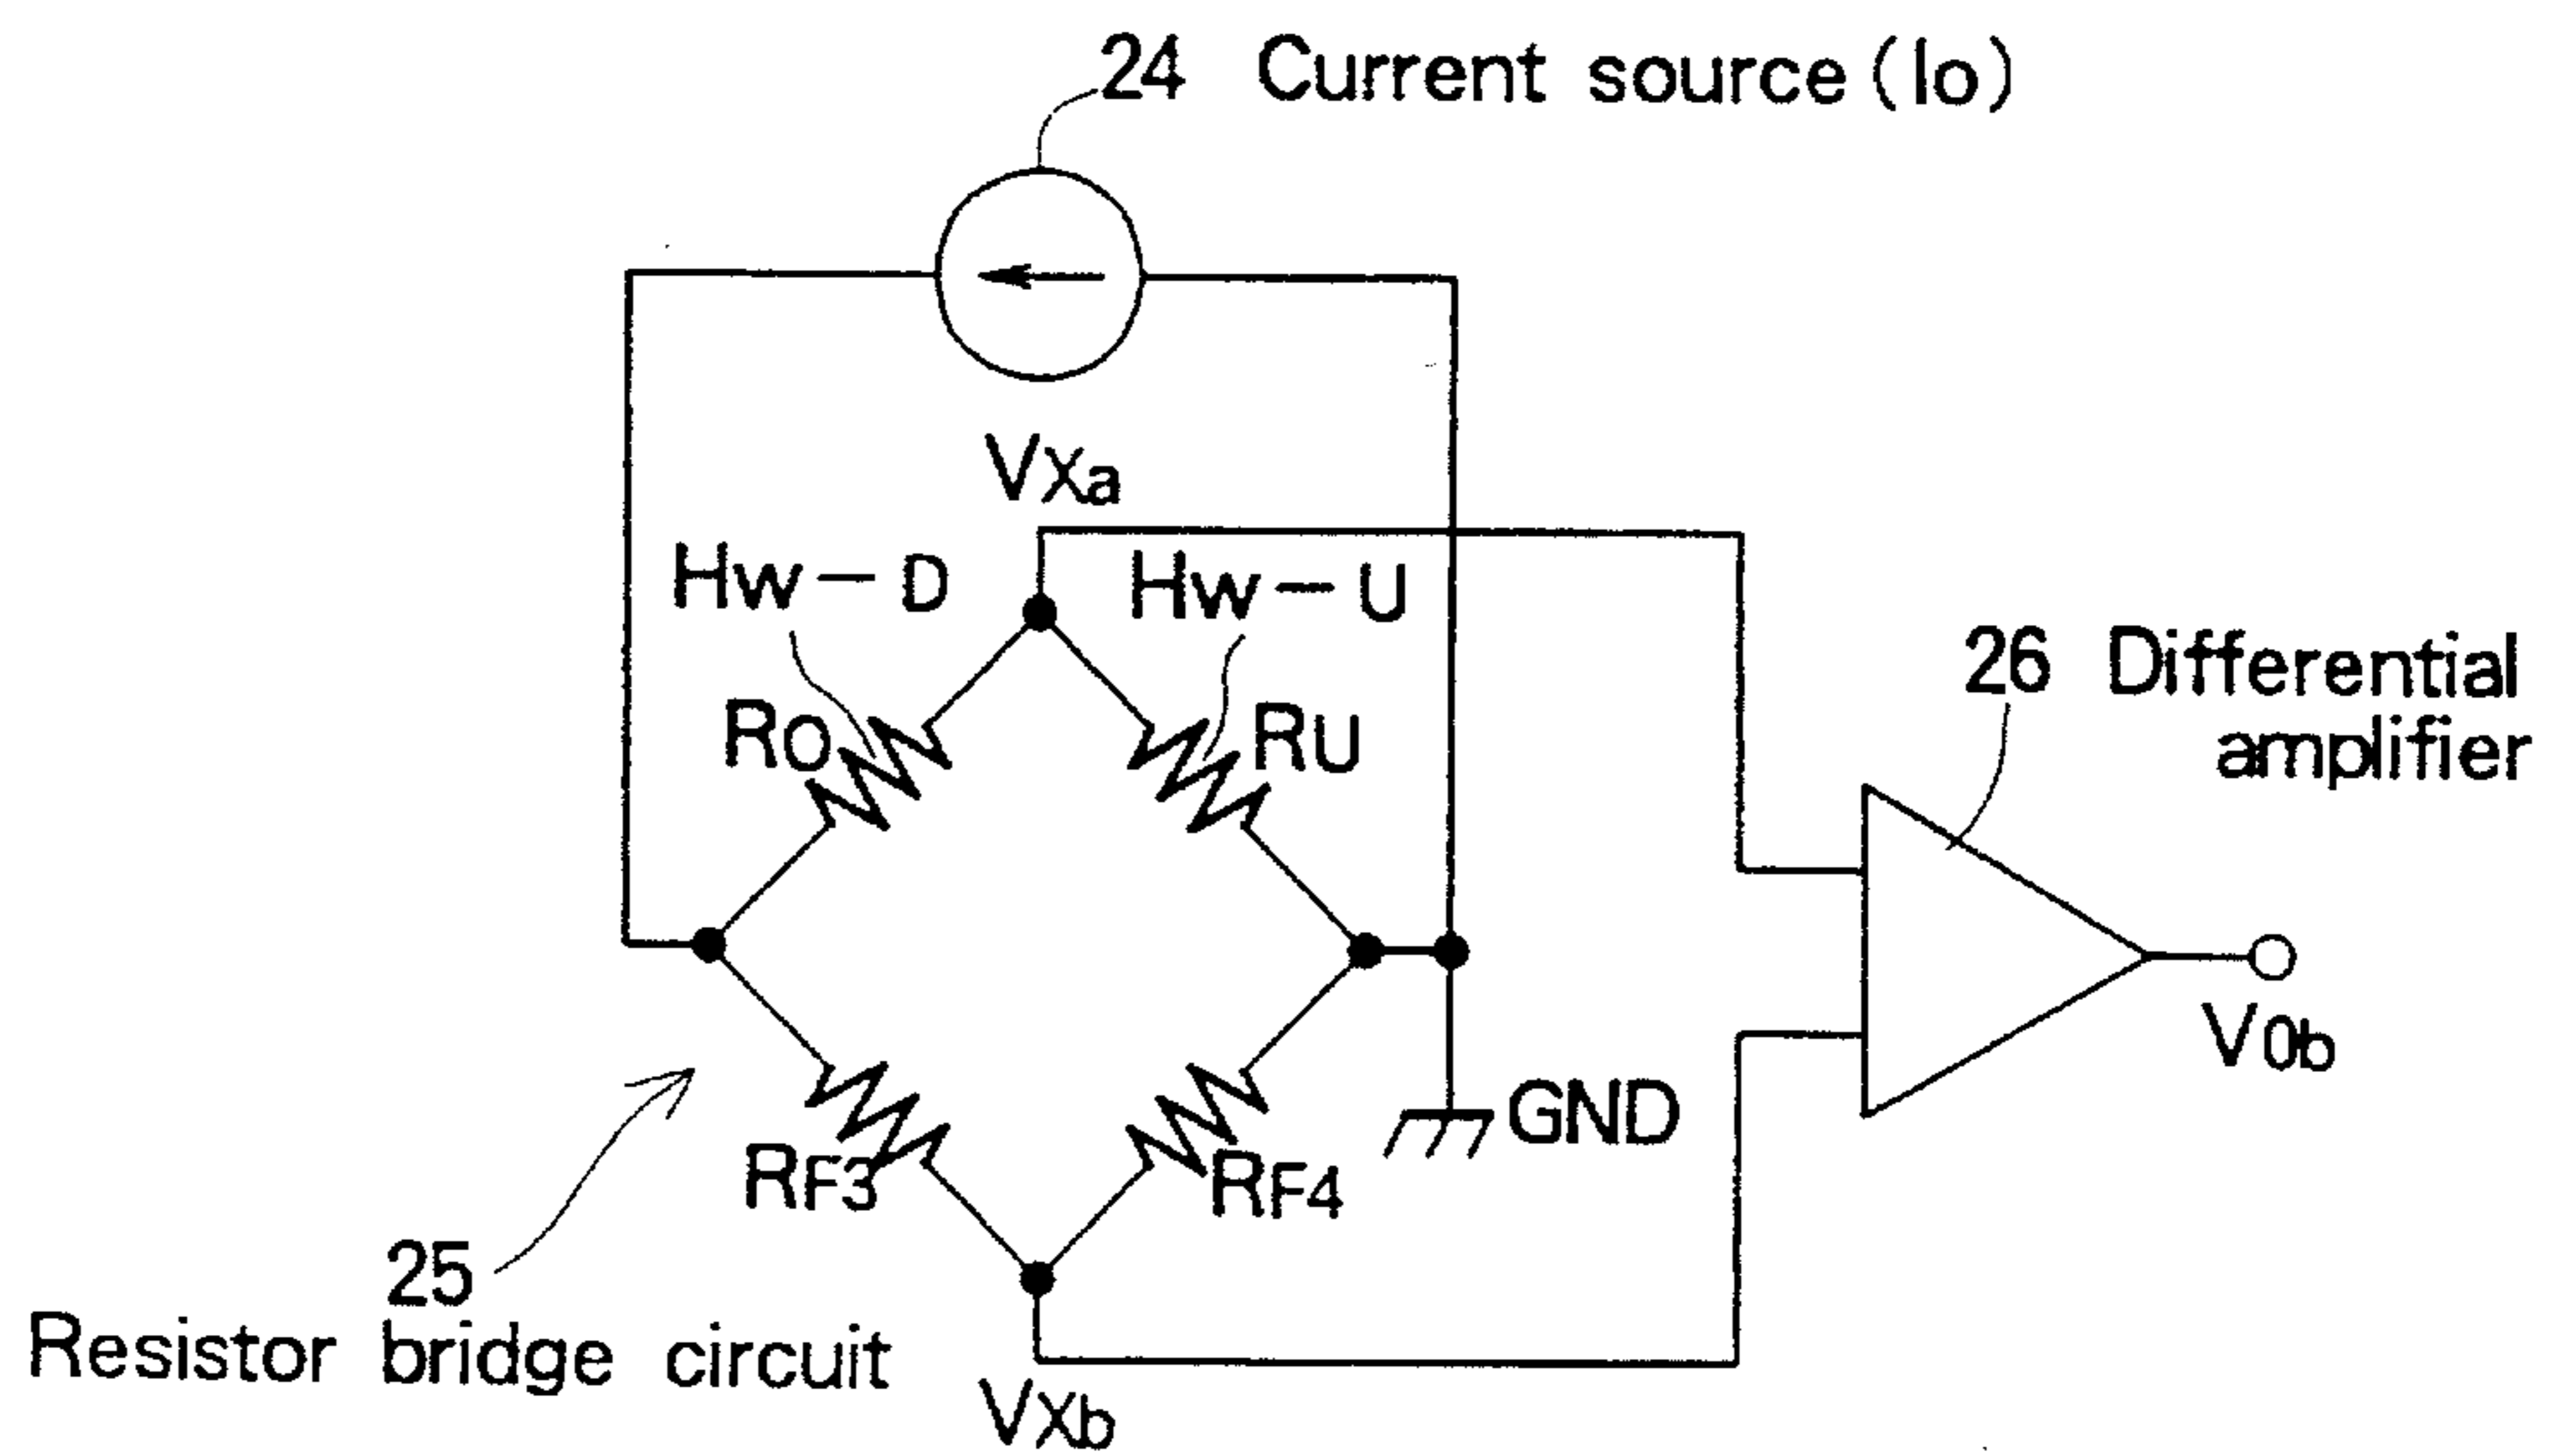 24 Current source (Io)
VXa
Hw－D
Hw－U
RO
RU
26 Differential
amplifier
V0b
GND
RF3
RF4
25
Resistor bridge circuit
VXb